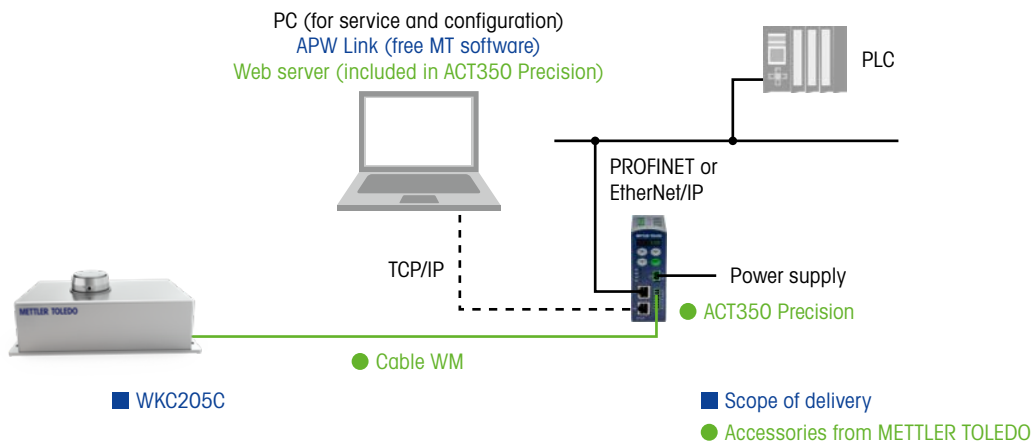 PC (for service and configuration)
APW Link (free MT software)
Web server (included in ACT350 Precision)
PLC
PROFINET or
EtherNet/IP
METTLER TOLEDO
TCP/IP
Power supply
METTLER TOLEDO
ACT350 Precision
Cable WM
WKC205C
Scope of delivery
Accessories from METTLER TOLEDO